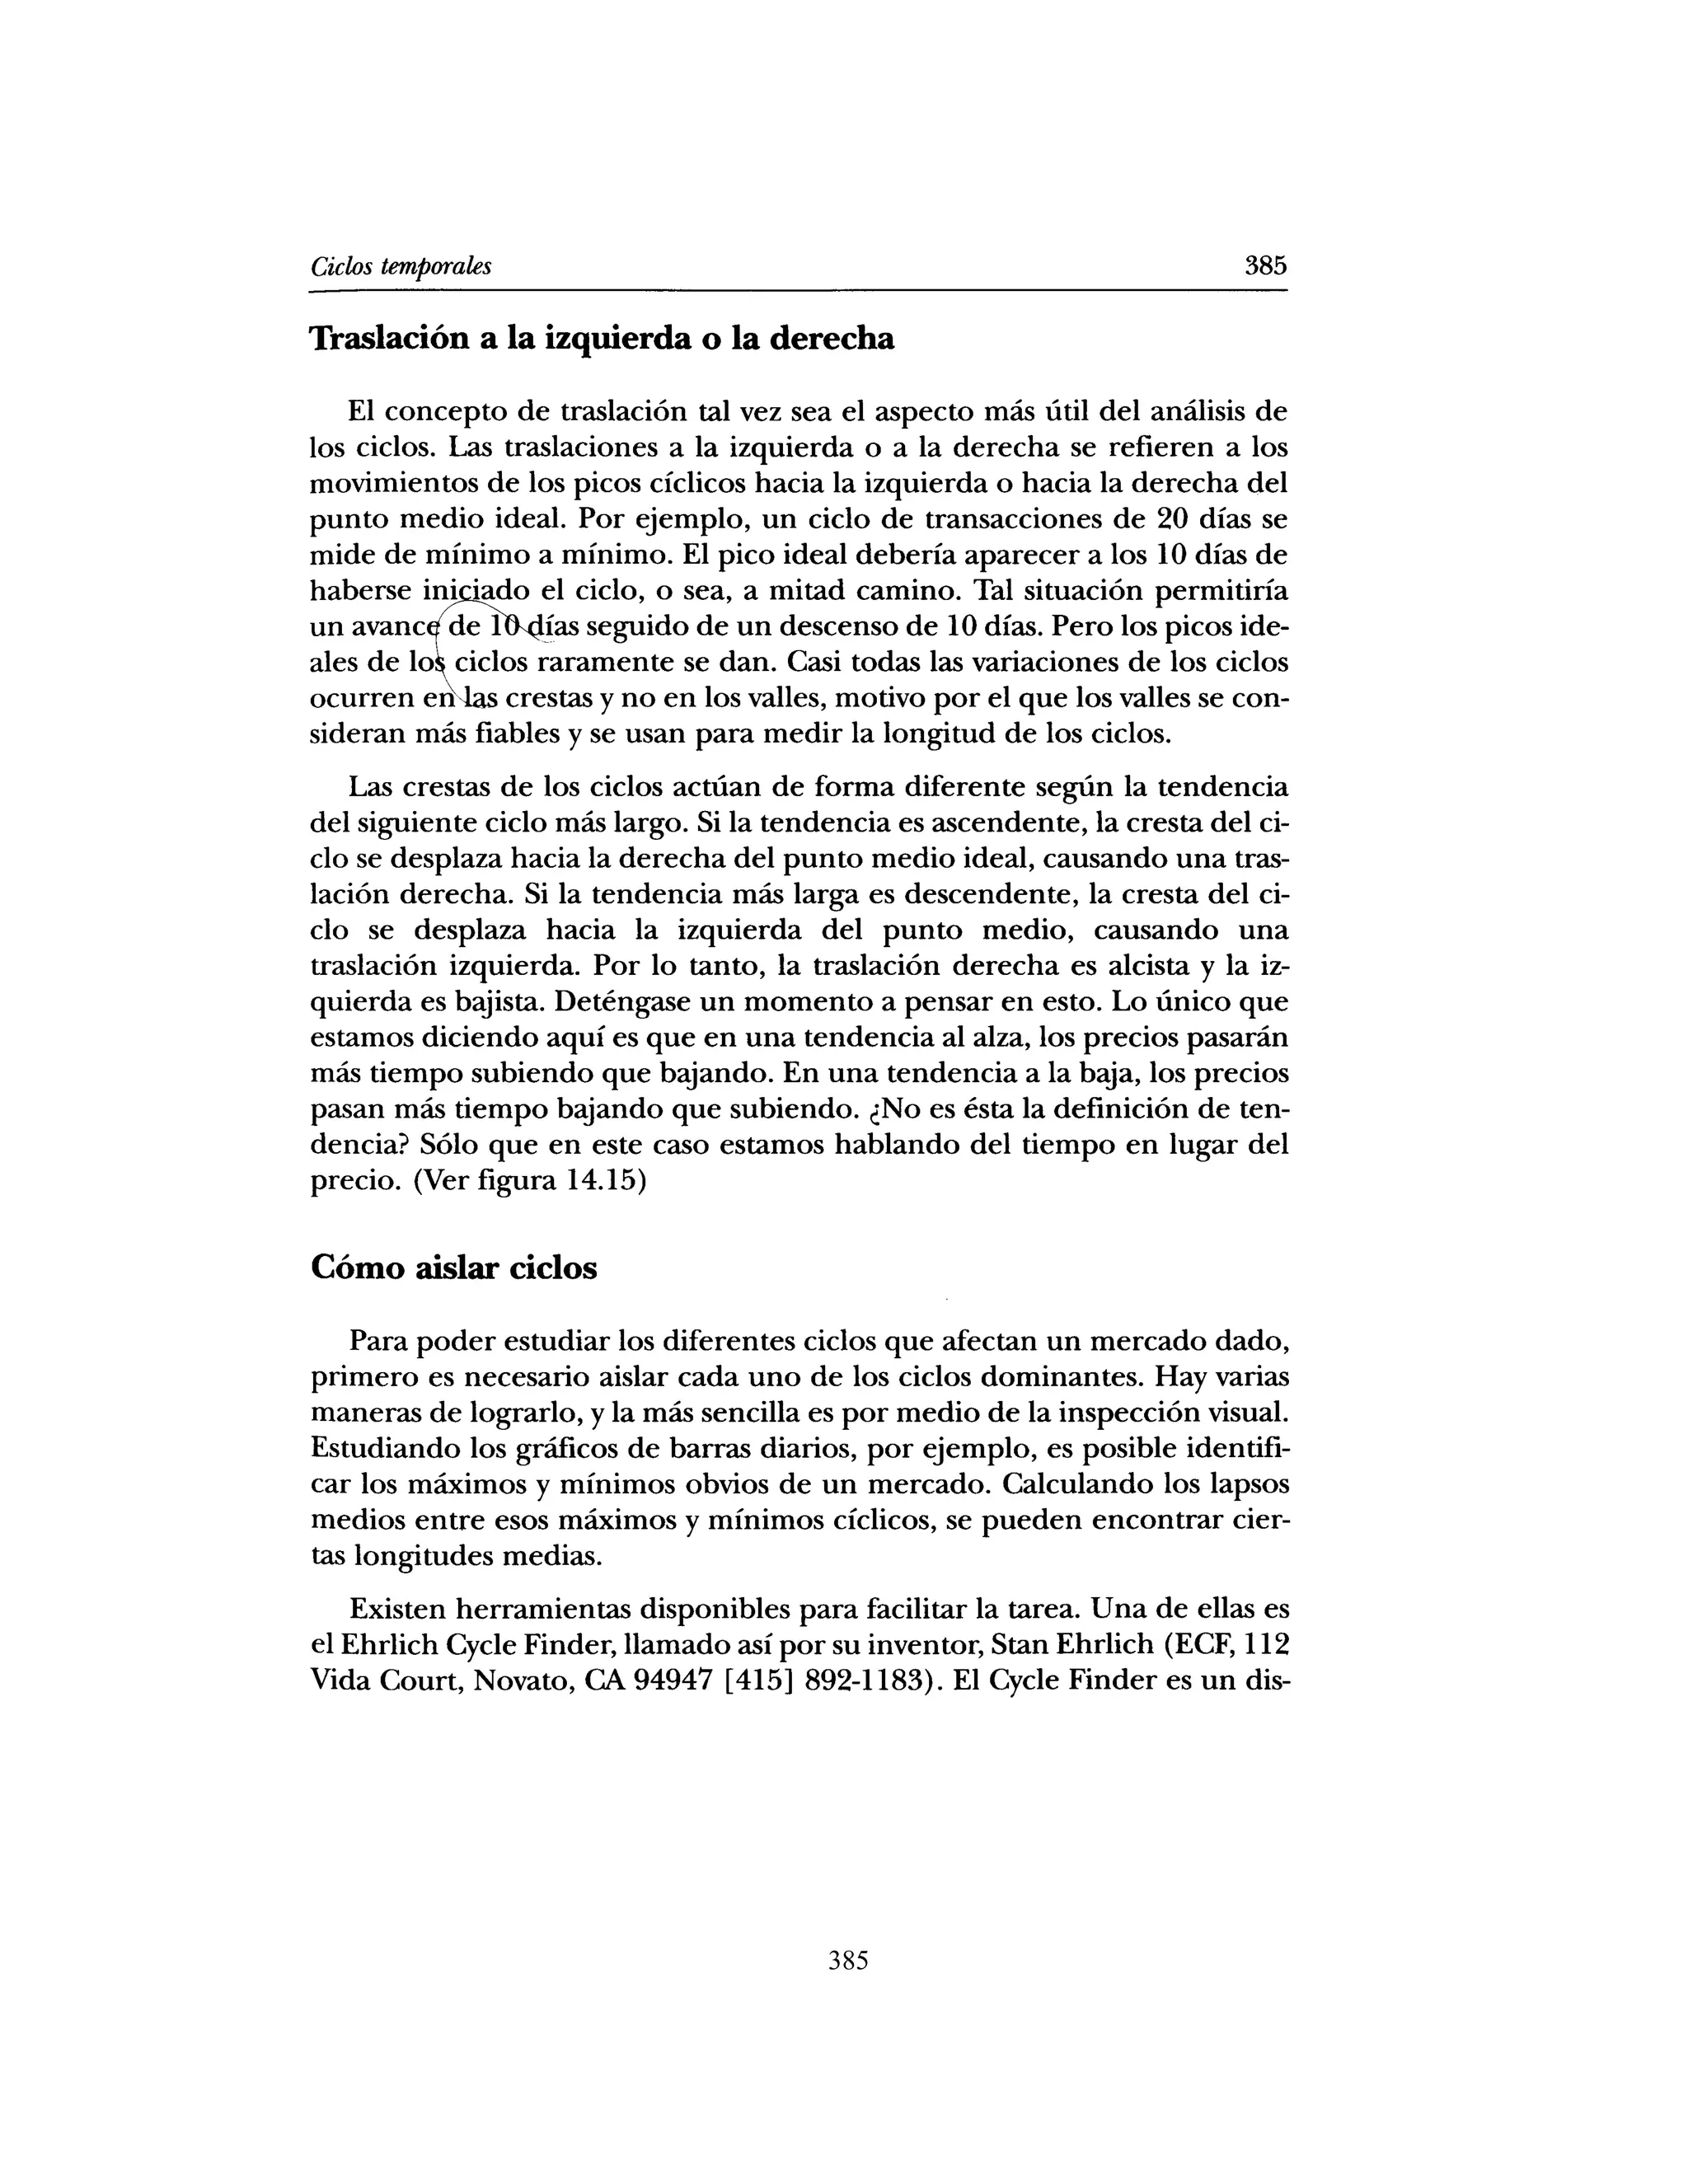 Ciclos temporales 385
Traslación a la izquierda o la derecha
El concepto de traslación tal vez sea el aspecto más útil del análisis de
los ciclos. Las traslaciones a la izquierda o a la derecha se refieren a los
movimientos de los picos cíclicos hacia la izquierda o hacia la derecha del
punto medio ideal. Por ejemplo, un ciclo de transacciones de 20 días se
mide de mínimo a mínimo. El pico ideal debería aparecer a los 10 días de
haberse iniciado el ciclo, o sea, a mitad camino. Tal situación permitiría
un avance de 10 días seguido de un descenso de 10 días. Pero los picos ide-
ales de los ciclos raramente se dan. Casi todas las variaciones de los ciclos
ocurren en las crestas y no en los valles, motivo por el que los valles se con-
sideran más fiables y se usan para medir la longitud de los ciclos.
Las crestas de los ciclos actúan de forma diferente según la tendencia
del siguiente ciclo más largo. Si la tendencia es ascendente, la cresta del ci-
clo se desplaza hacia la derecha del punto medio ideal, causando una tras-
lación derecha. Si la tendencia más larga es descendente, la cresta del ci-
clo se desplaza hacia la izquierda del punto medio, causando una
traslación izquierda. Por lo tanto, la traslación derecha es alcista y la iz-
quierda es bajista. Deténgase un momento a pensar en esto. Lo único que
estamos diciendo aquí es que en una tendencia al alza, los precios pasarán
más tiempo subiendo que bajando. En una tendencia a la baja, los precios
pasan más tiempo bajando que subiendo. ¿No es ésta la definición de ten-
dencia? Sólo que en este caso estamos hablando del tiempo en lugar del
precio. (Ver figura 14.15)
Cómo aislar ciclos
Para poder estudiar los diferentes ciclos que afectan un mercado dado,
primero es necesario aislar cada uno de los ciclos dominantes. Hay varias
maneras de lograrlo, y la más sencilla es por medio de la inspección visual.
Estudiando los gráficos de barras diarios, por ejemplo, es posible identifi-
car los máximos y mínimos obvios de un mercado. Calculando los lapsos
medios entre esos máximos y mínimos cíclicos, se pueden encontrar cier-
tas longitudes medias.
Existen herramientas disponibles para facilitar la tarea. Una de ellas es
el Ehrlich Cycle Finder, llamado así por su inventor, Stan Ehrlich (ECF, 112
Vida Court, Novato, CA 94947 [415] 892-1183). El Cycle Finder es un dis-
385